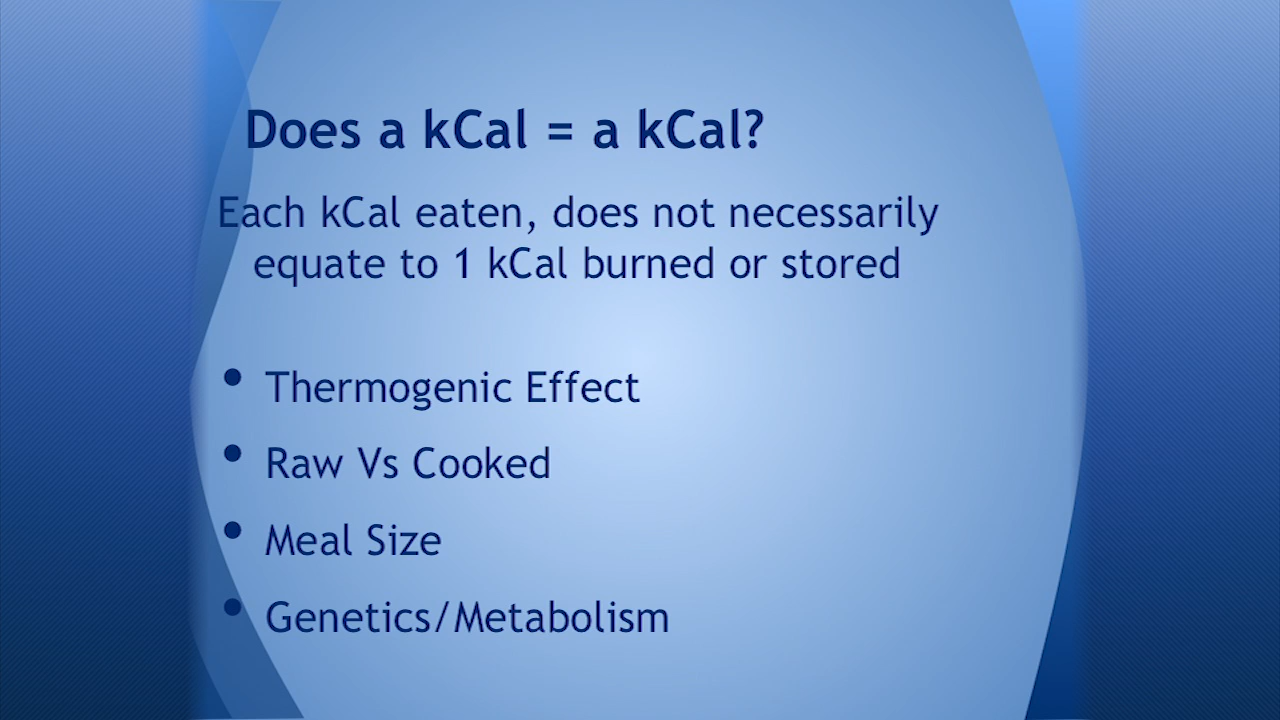 Does a kCal = a kCal?
Each kCal eaten, does not necessarily
equate to 1 kCal burned or stored
• Thermogenic Effect
• Raw Vs Cooked
• Meal Size
• Genetics/Metabolism